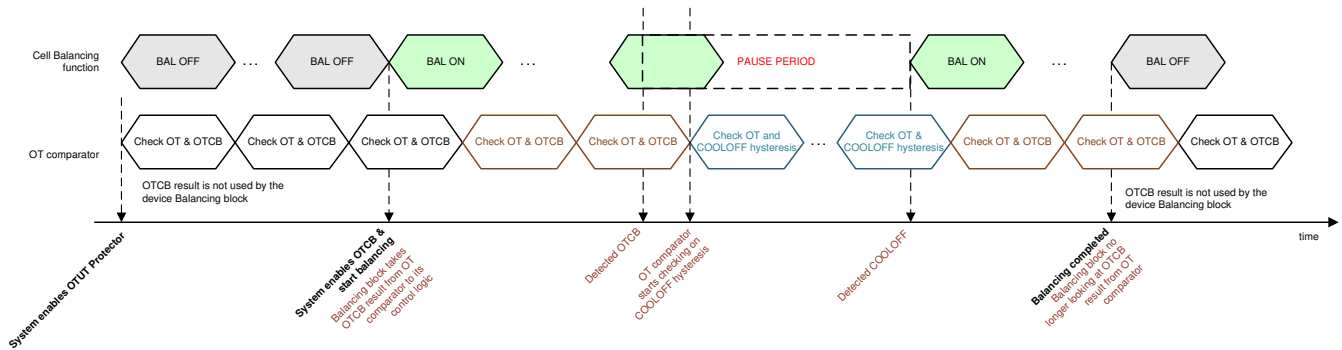 Cell Balancing
function
BAL OFF
...
BAL OFF
BAL ON
...
PAUSE PERIOD
BAL ON
...
BAL OFF
OT comparator
Check OT & OTCB
Check OT & OTCB
Check OT & OTCB
Check OT & OTCB
Check OT & OTCB
Check OT and
COOLOFF hysteresis
...
Check OT &
COOLOFF hysteresis
Check OT & OTCB
Check OT & OTCB
Check OT & OTCB
OTCB result is not used by the
device Balancing block
OTCB result is not used by the
device Balancing block
time
System enables OTUT Protector
System enables OTCB &
start balancing
Balancing block takes
OTCB result from OT
comparator to its
control logic
Detected OTCB
OT comparator
starts checking on
COOLOFF hysteresis
Detected COOLOFF
Balancing completed
Balancing block no
longer looking at OTCB
result from OT
comparator